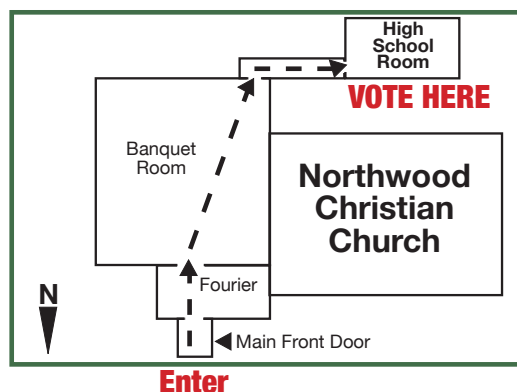 High
School
Room
VOTE HERE
Banquet
Room
Northwood
Christian
Church
Fourier
N
Main Front Door
Enter